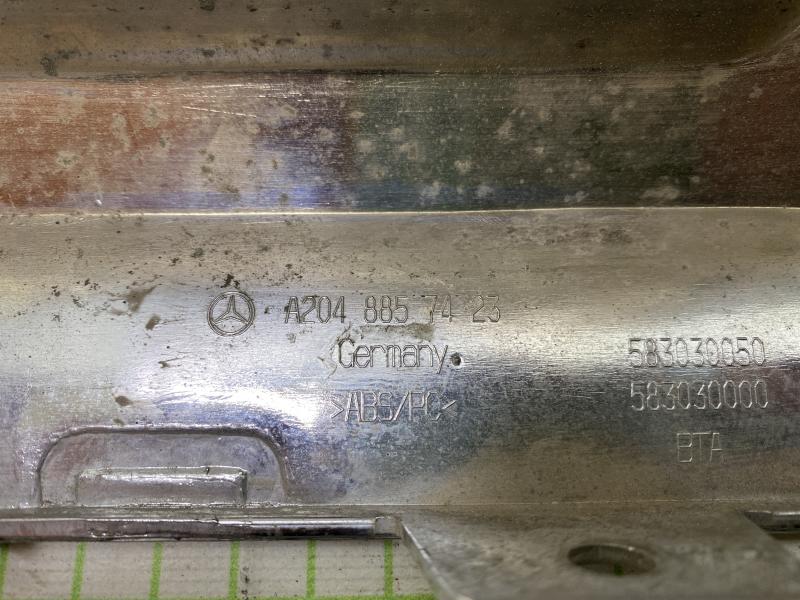 A204 885 74 23
Germany
>ABS/PC<
583030050
583030000
BTA